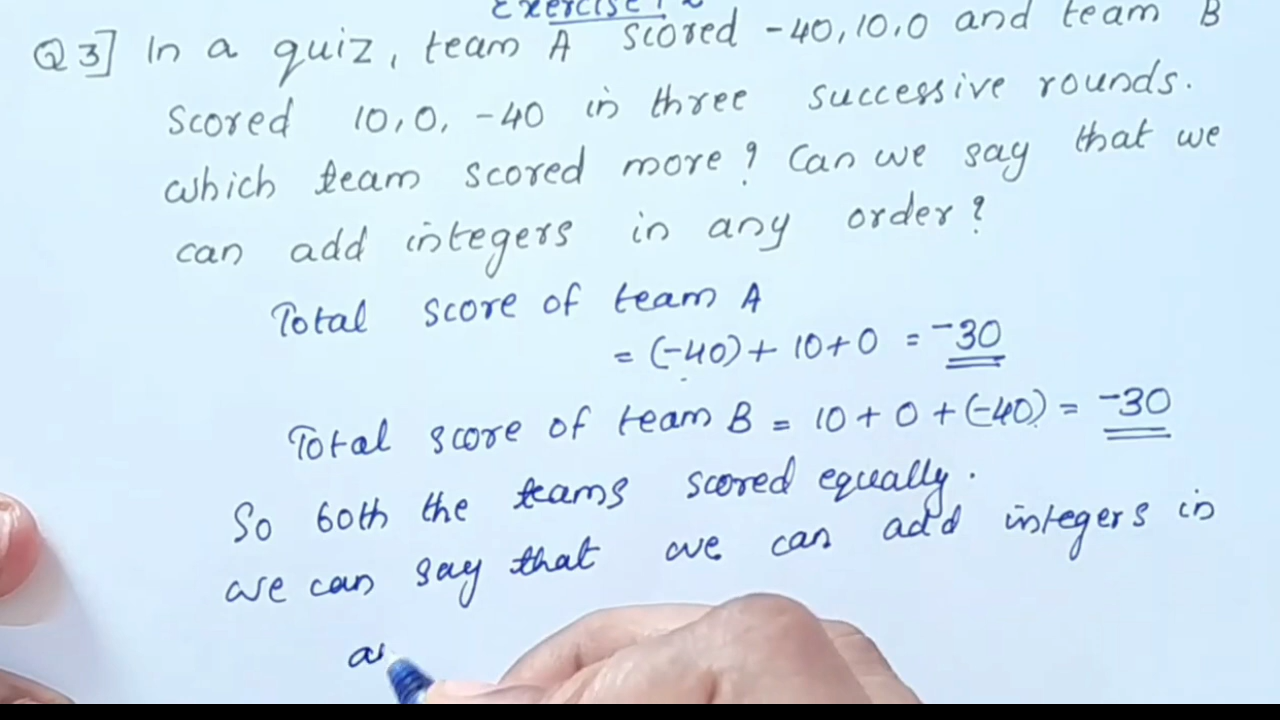 Exercise 1
Q3] In a quiz, team A scored -40,10,0 and team B
scored 10,0,-40 in three successive rounds.
which team scored more? Can we say that we
can add integers in any order?
Total score of team A
= (-40)+ 10+0 = -30
Total score of team B = 10+0+(-40) = -30
So both the teams scored equally.
we can say that we can add integers in